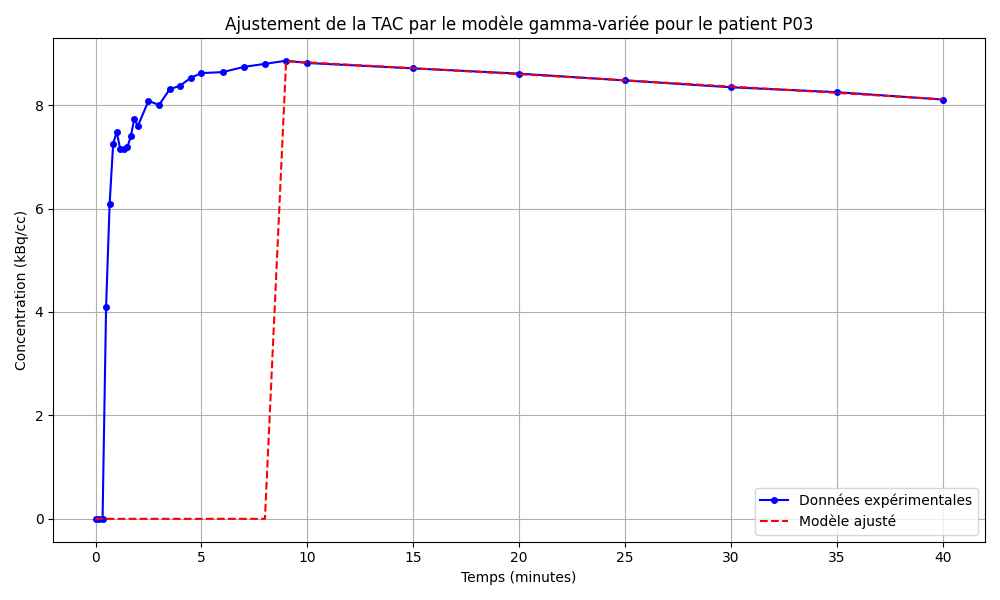 Ajustement de la TAC par le modèle gamma-variée pour le patient P03
Concentration (kBq/cc)
8
6
4
2
0
0 5 10 15 20 25 30 35 40
Temps (minutes)
Données expérimentales
Modèle ajusté